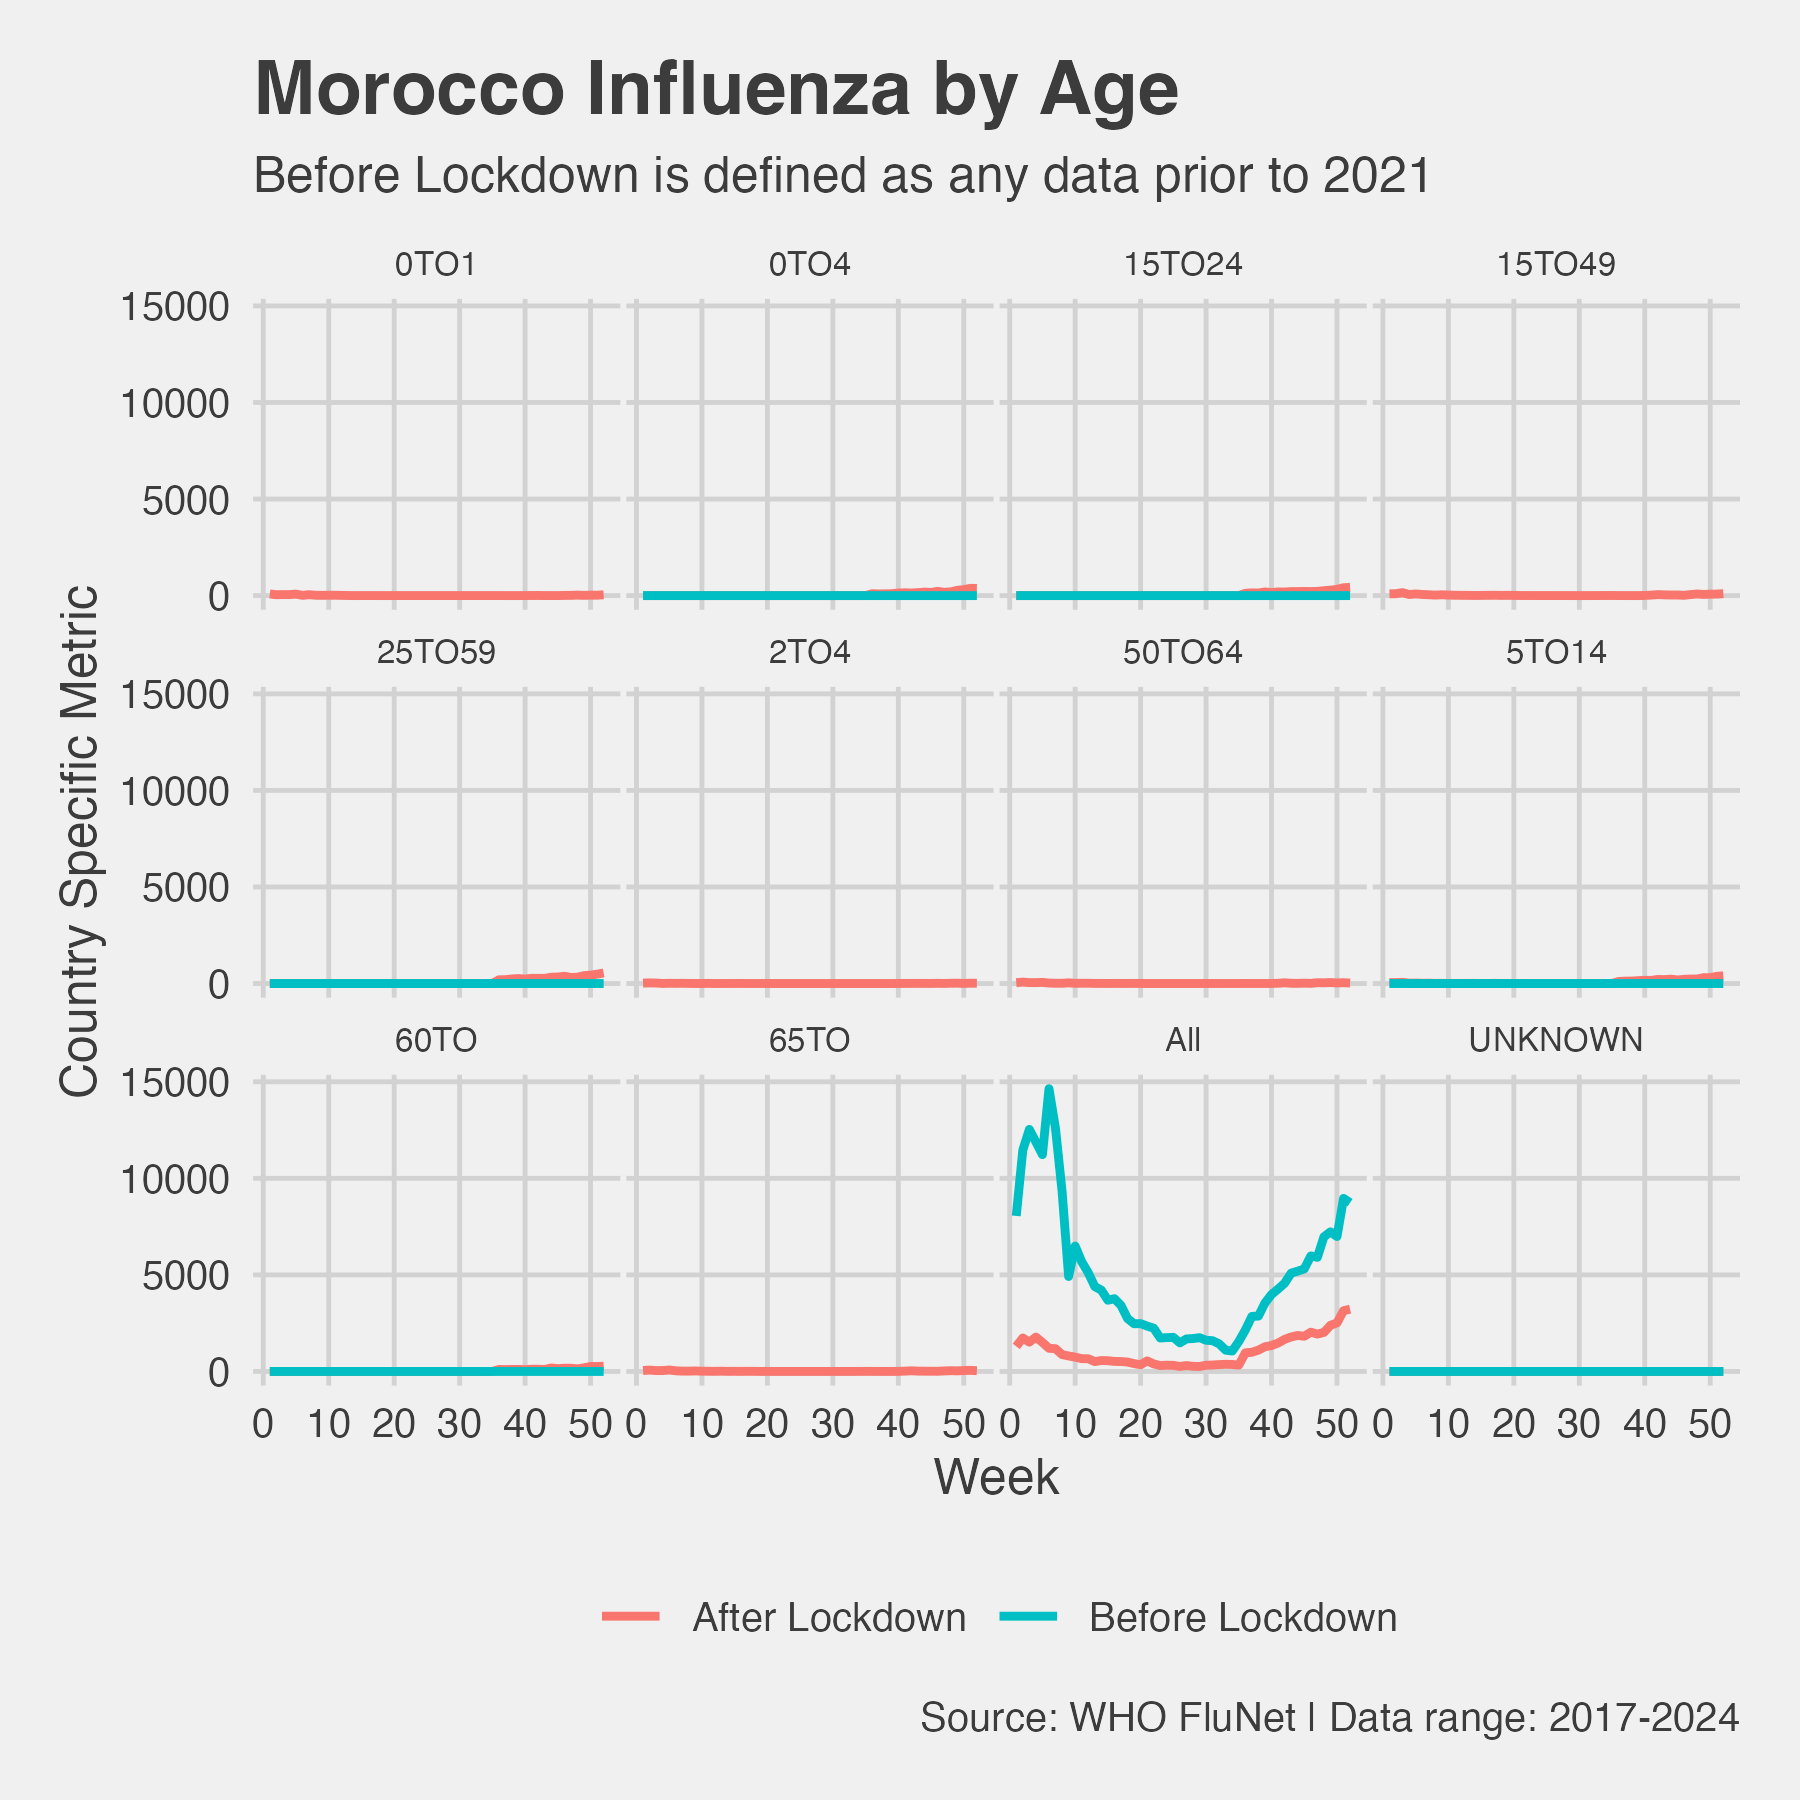 Morocco Influenza by Age
Before Lockdown is defined as any data prior to 2021
0TO1 0TO4 15TO24 15TO49
15000
10000
5000
0
25TO59 2TO4 50TO64 5TO14
15000
10000
5000
0
60TO 65TO All UNKNOWN
15000
10000
5000
0
0 10 20 30 40 50 0 10 20 30 40 50 0 10 20 30 40 50 0 10 20 30 40 50
Country Specific Metric
Week
After Lockdown Before Lockdown
Source: WHO FluNet | Data range: 2017-2024